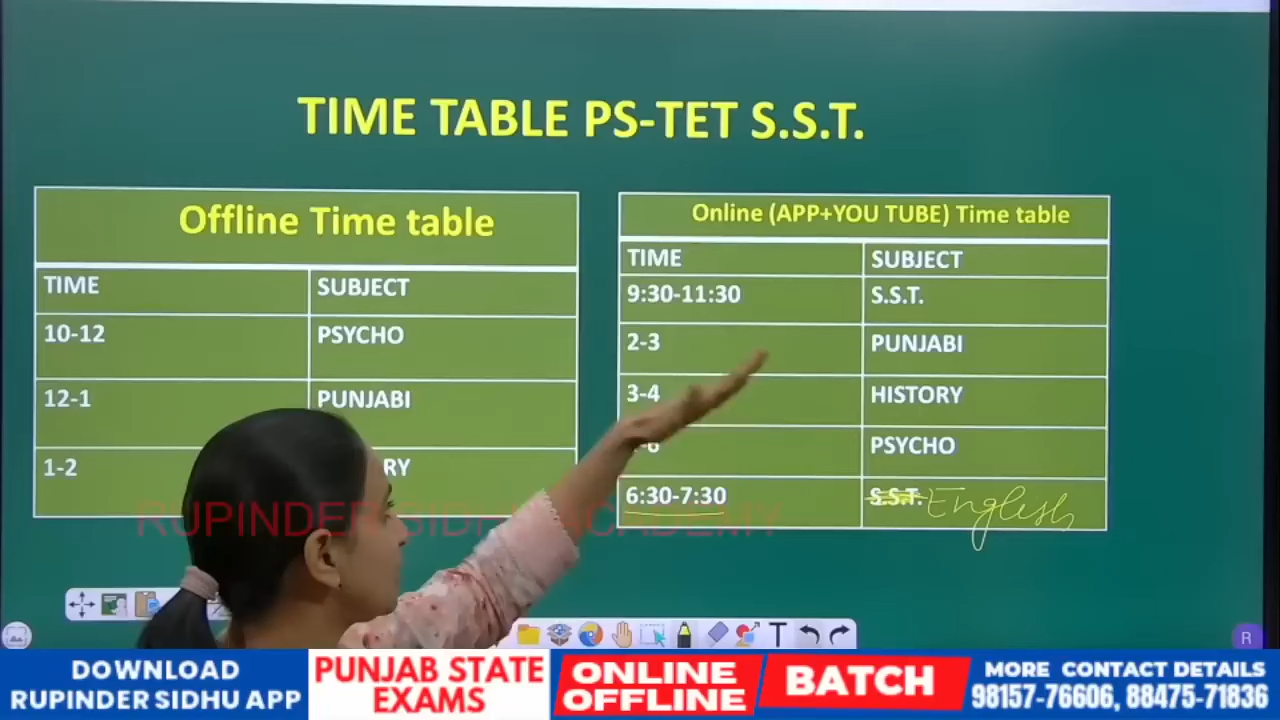 TIME TABLE PS-TET S.S.T.
Offline Time table
TIME SUBJECT
10-12 PSYCHO
12-1 PUNJABI
1-2
Online (APP+YOU TUBE) Time table
TIME SUBJECT
9:30-11:30 S.S.T.
2-3 PUNJABI
3-4 HISTORY
PSYCHO
6:30-7:30 S.S.T. English
RUPINDER SIDHU ACADEMY
R
DOWNLOAD
RUPINDER SIDHU APP
PUNJAB STATE
EXAMS
ONLINE
OFFLINE
BATCH
MORE CONTACT DETAILS
98157-76606, 88475-71836